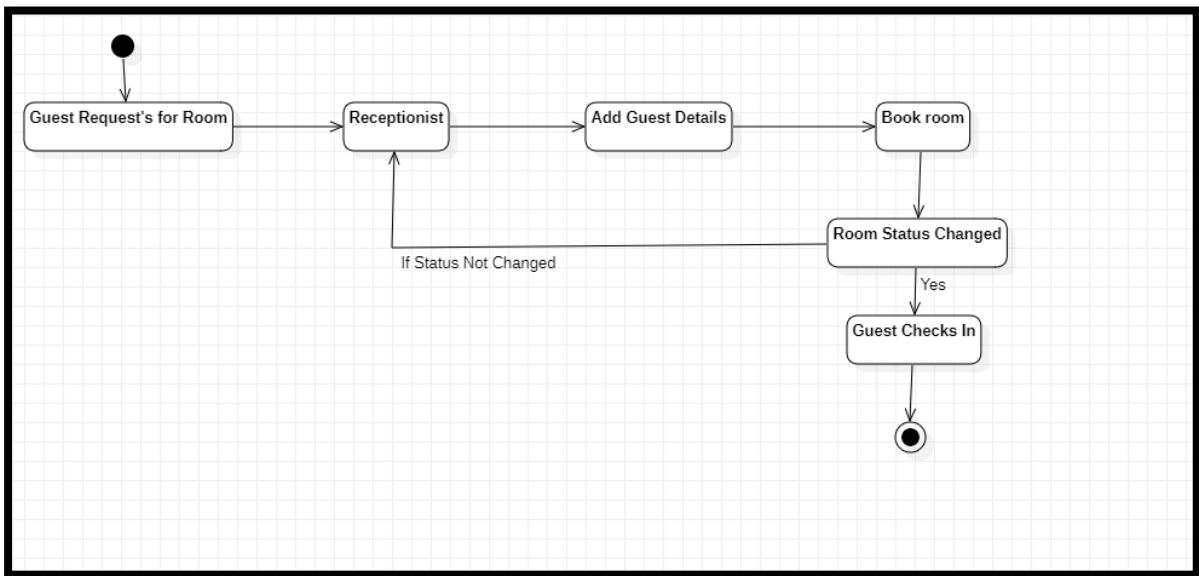 Guest Request's for Room
Receptionist
Add Guest Details
Book room
Room Status Changed
If Status Not Changed
Yes
Guest Checks In